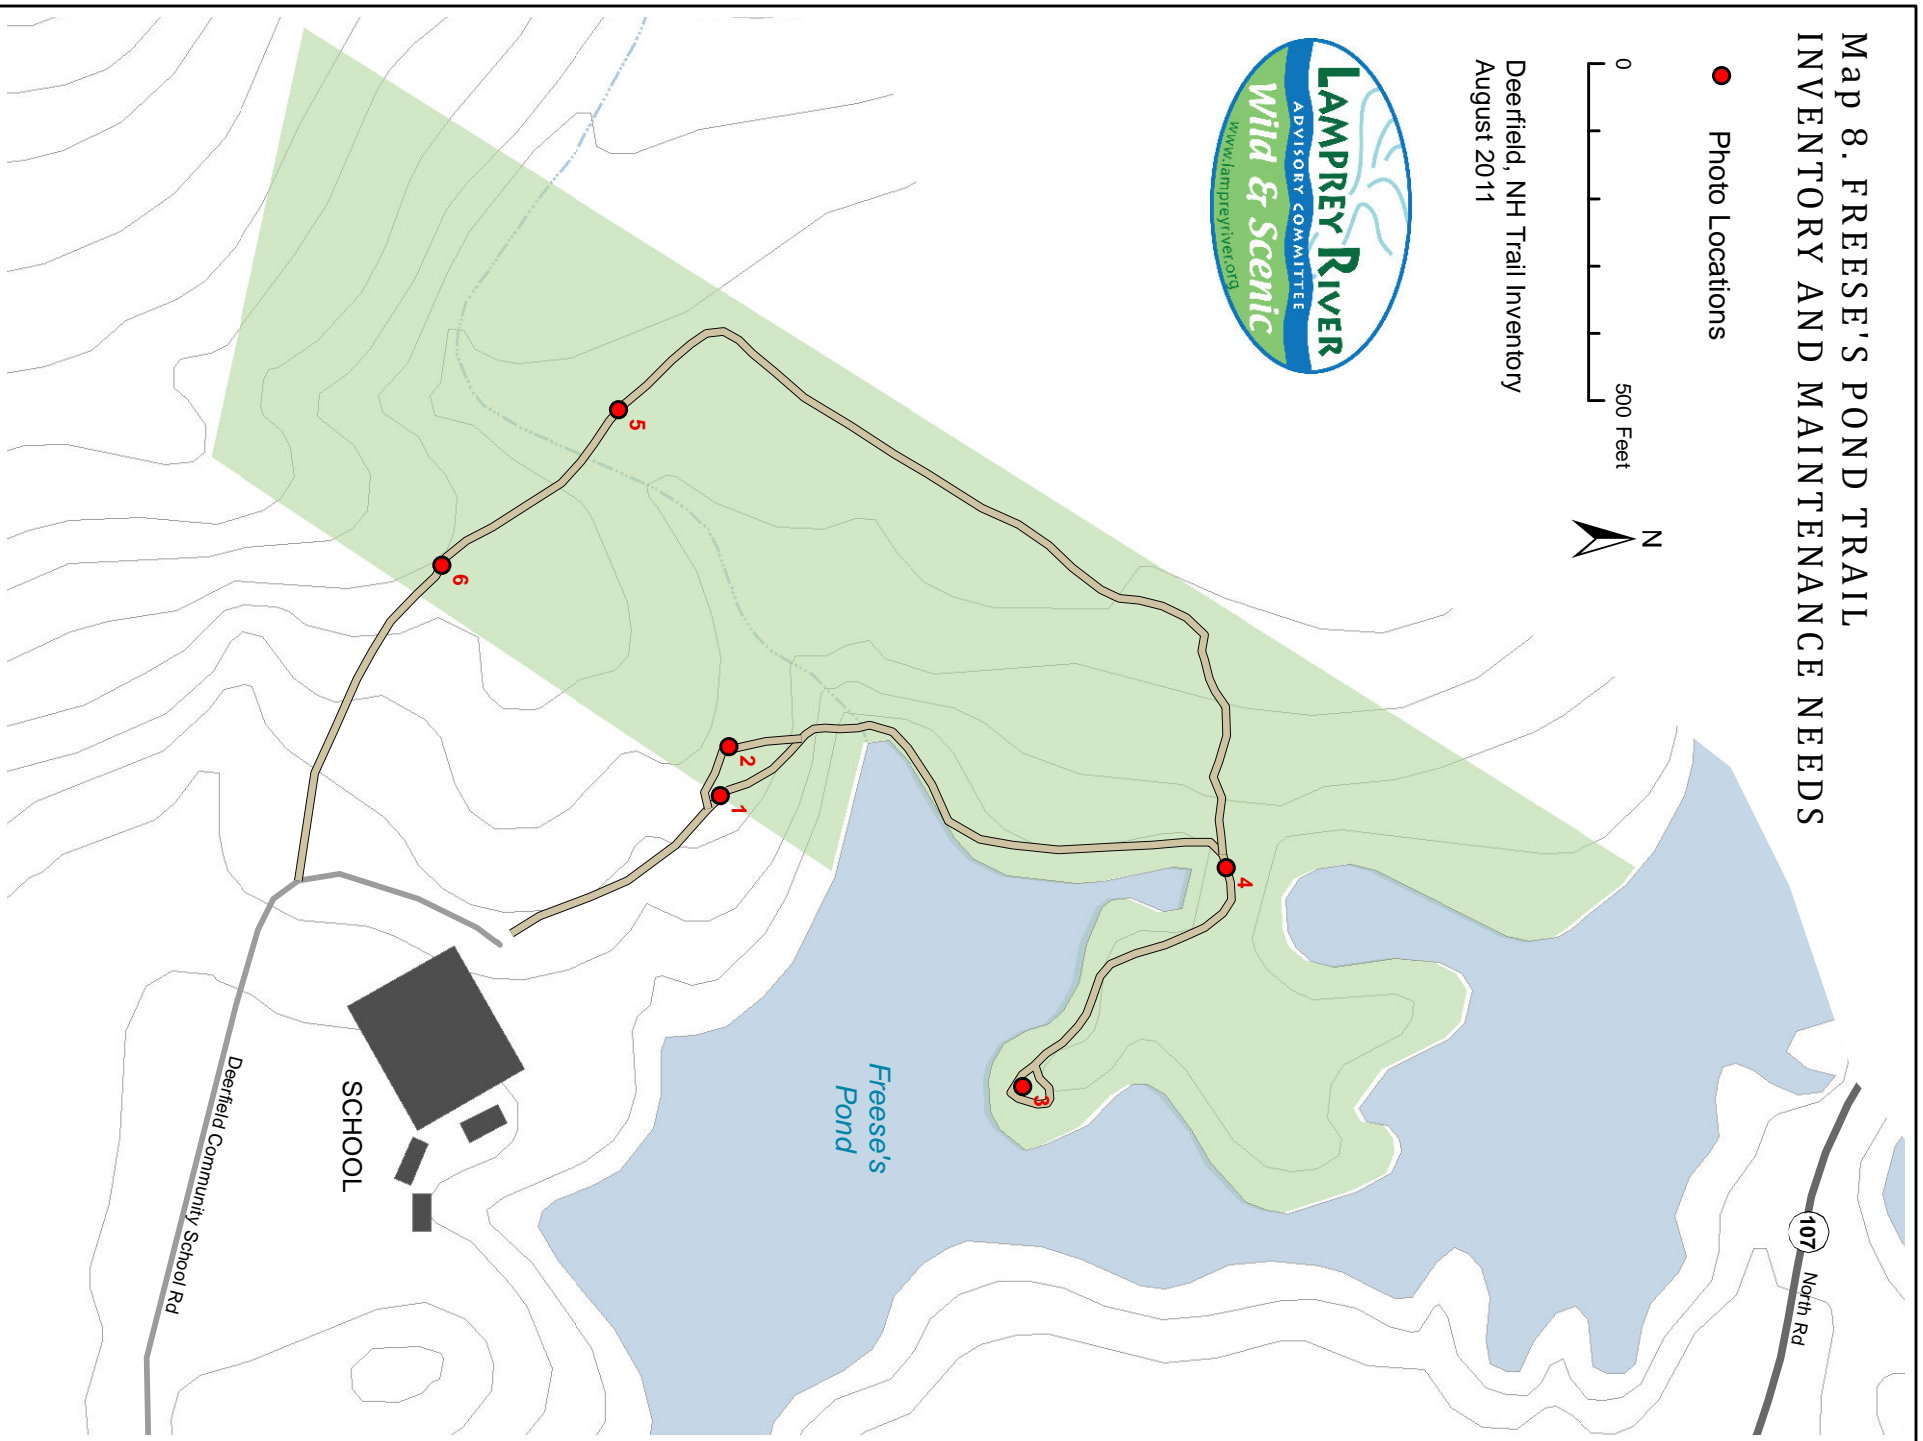 Map 8. FREESE'S POND TRAIL
INVENTORY AND MAINTENANCE NEEDS
Photo Locations
0
500 Feet
N
Deerfield, NH Trail Inventory
August 2011
LAMPREY RIVER
ADVISORY COMMITTEE
Wild & Scenic
www.lampreyriver.org
107
North Rd
4
3
Freese's
Pond
2
1
5
6
SCHOOL
Deerfield Community School Rd